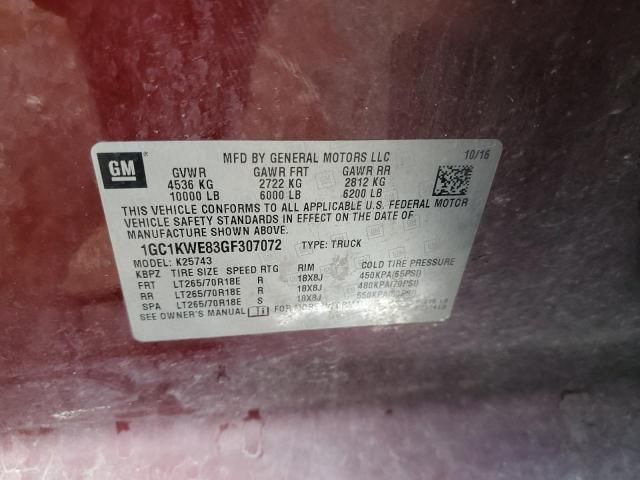 GM
MFD BY GENERAL MOTORS LLC
10/16
GVWR GAWR FRT GAWR RR
4536 KG 2722 KG 2812 KG
10000 LB 6000 LB 6200 LB
THIS VEHICLE CONFORMS TO ALL APPLICABLE U.S. FEDERAL MOTOR
VEHICLE SAFETY STANDARDS IN EFFECT ON THE DATE OF
MANUFACTURE SHOWN ABOVE.
1GC1KWE83GF307072 TYPE: TRUCK
MODEL: K25743
KBPZ TIRE SIZE SPEED RTG RIM COLD TIRE PRESSURE
FRT LT265/70R18E R 18X8J 450KPA(65PSI)
RR LT265/70R18E R 18X8J 480KPA(70PSI)
SPA LT265/70R18E S 18X8J
SEE OWNER'S MANUAL i FOR MORE